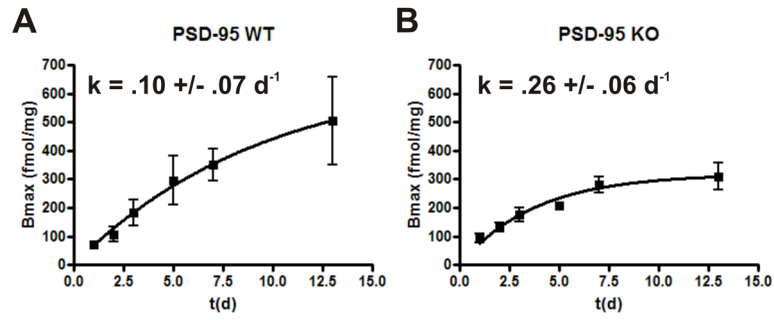 A
PSD-95 WT
k = .10 +/- .07 d-1
Bmax (fmol/mg)
700
600
500
400
300
200
100
0
0.0 2.5 5.0 7.5 10.0 12.5 15.0
t(d)
B
PSD-95 KO
k = .26 +/- .06 d-1
Bmax (fmol/mg)
700
600
500
400
300
200
100
0
0.0 2.5 5.0 7.5 10.0 12.5 15.0
t(d)